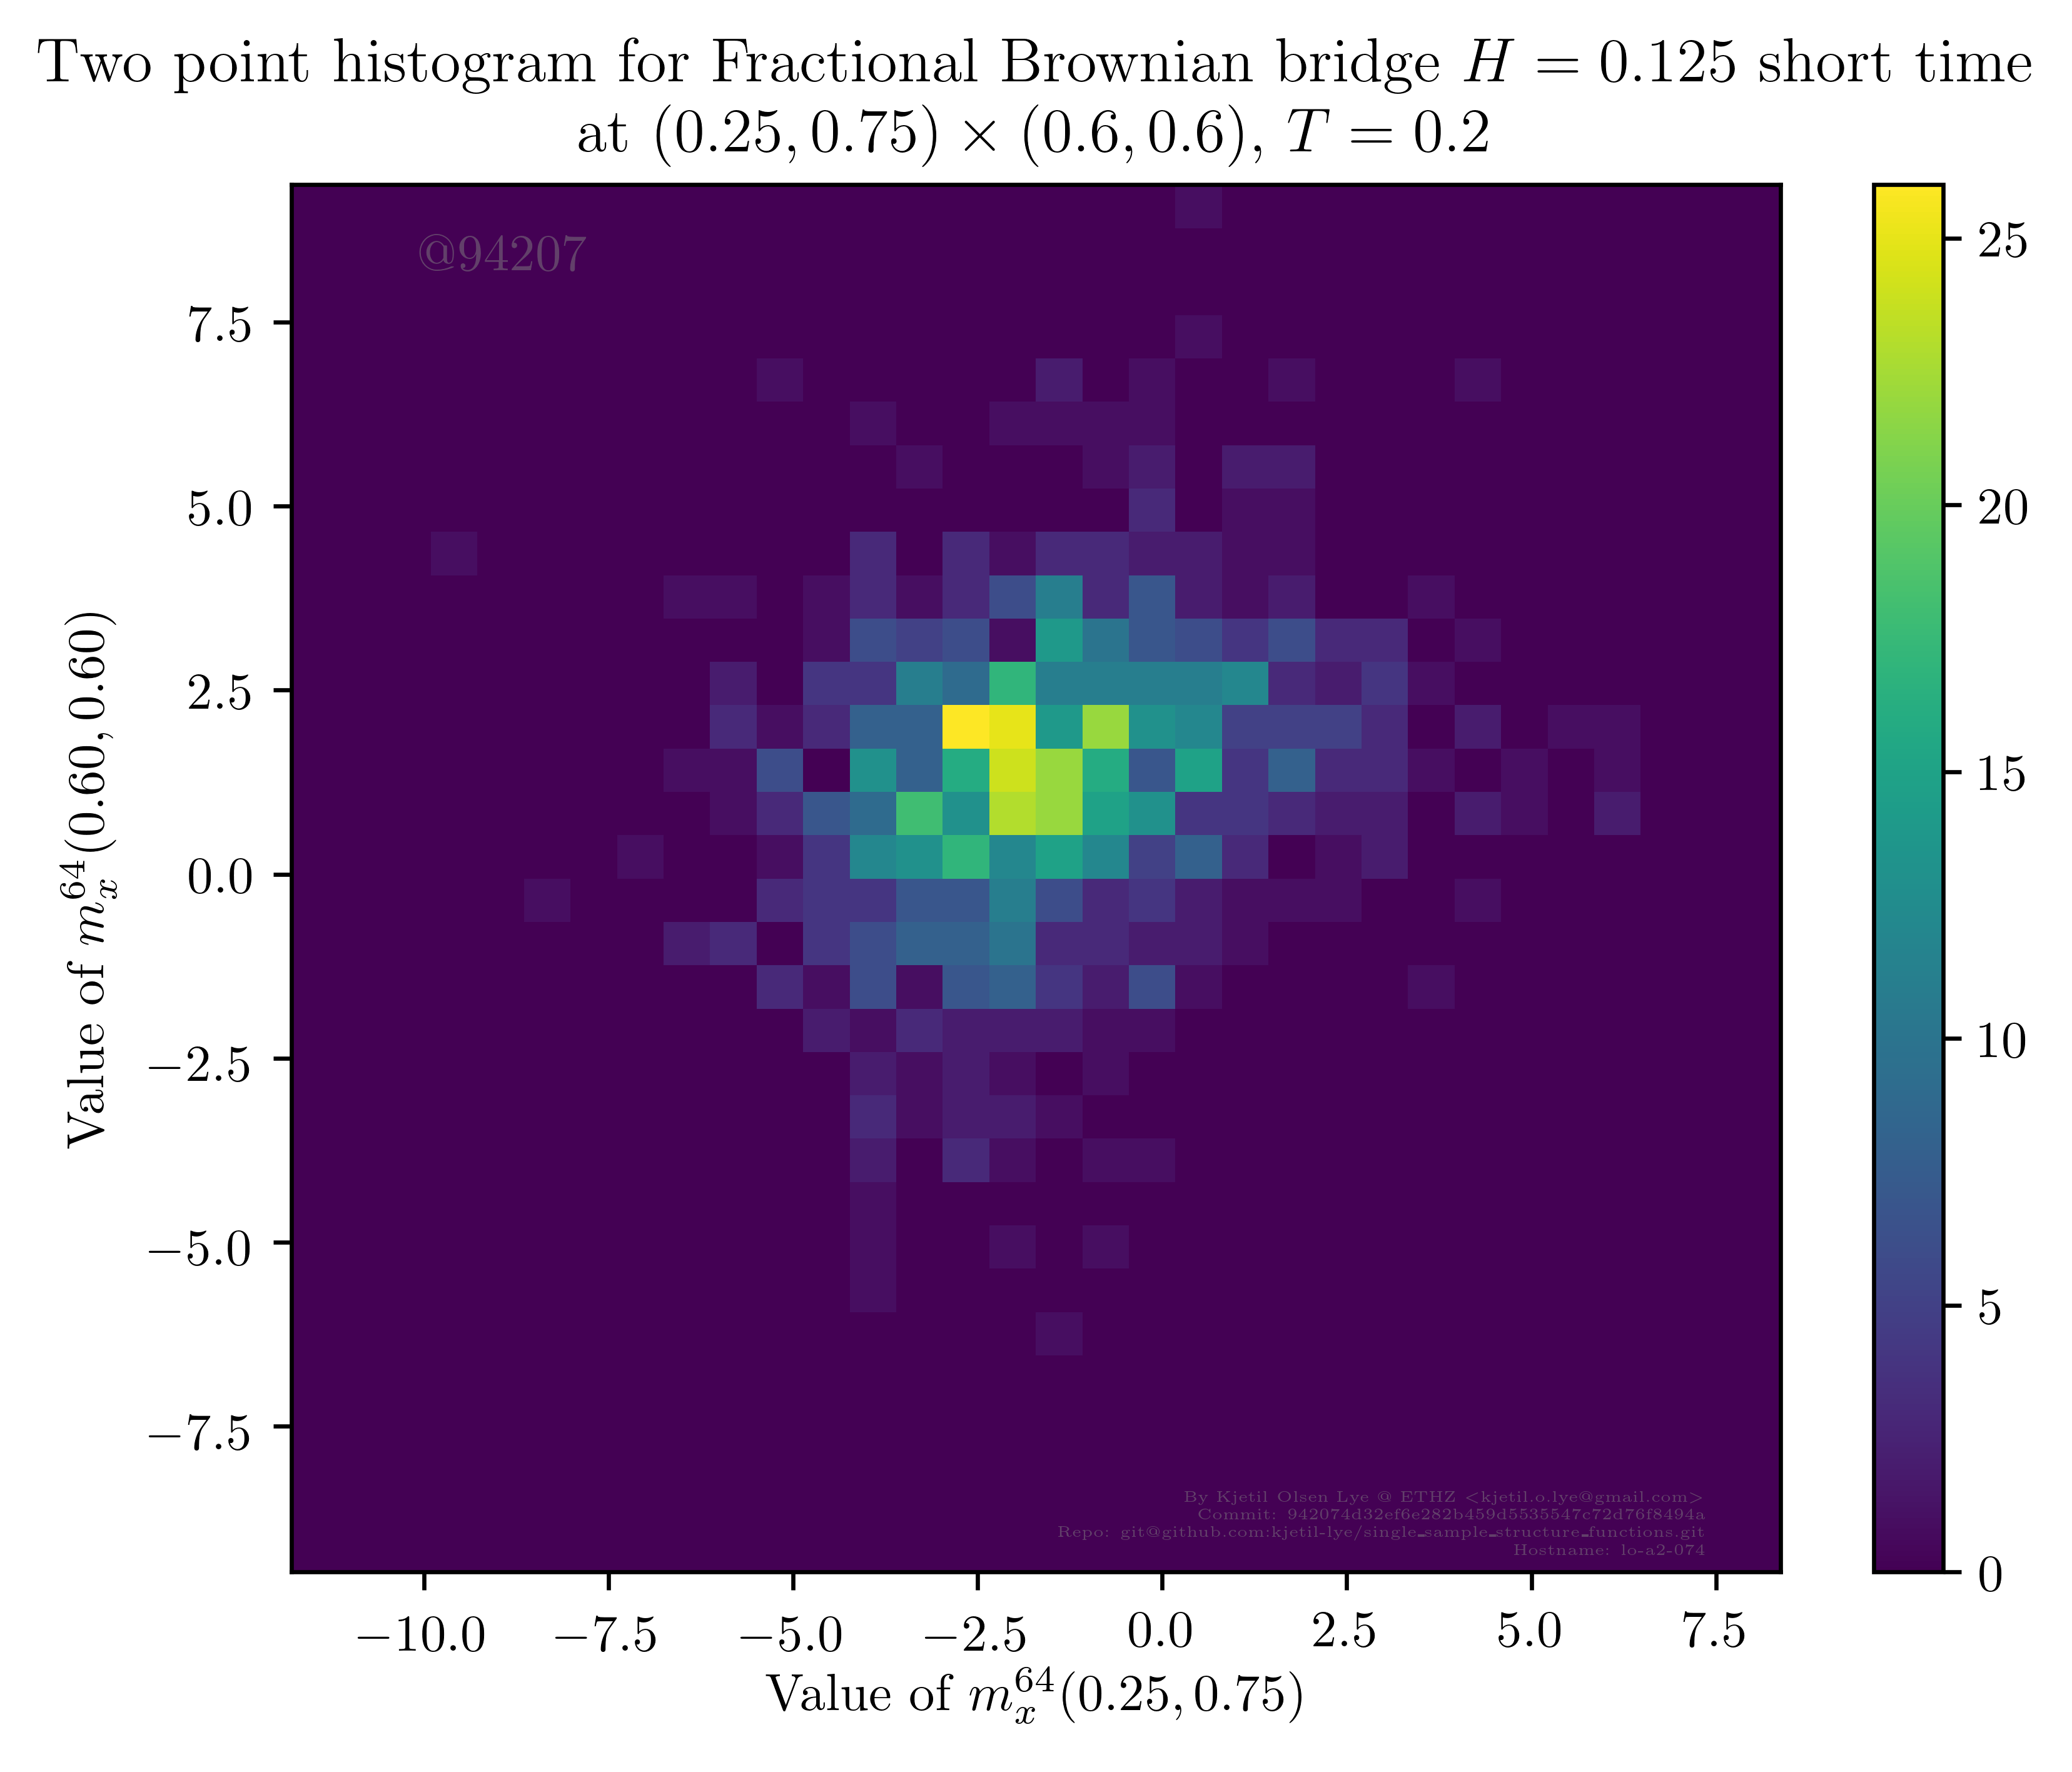 Two point histogram for Fractional Brownian bridge H = 0.125 short time
at (0.25, 0.75) × (0.6, 0.6), T = 0.2
@94207
25
20
15
10
5
0
7.5
5.0
2.5
0.0
−2.5
−5.0
−7.5
Value of m_x^64(0.60, 0.60)
By Kjetil Olsen Lye @ ETHZ <kjetil.o.lye@gmail.com>
Commit: 942074d32ef6e282b459d5535547c72d76f8494a
Repo: git@github.com:kjetil-lye/single_sample_structure_functions.git
Hostname: lo-a2-074
−10.0 −7.5 −5.0 −2.5 0.0 2.5 5.0 7.5
Value of m_x^64(0.25, 0.75)